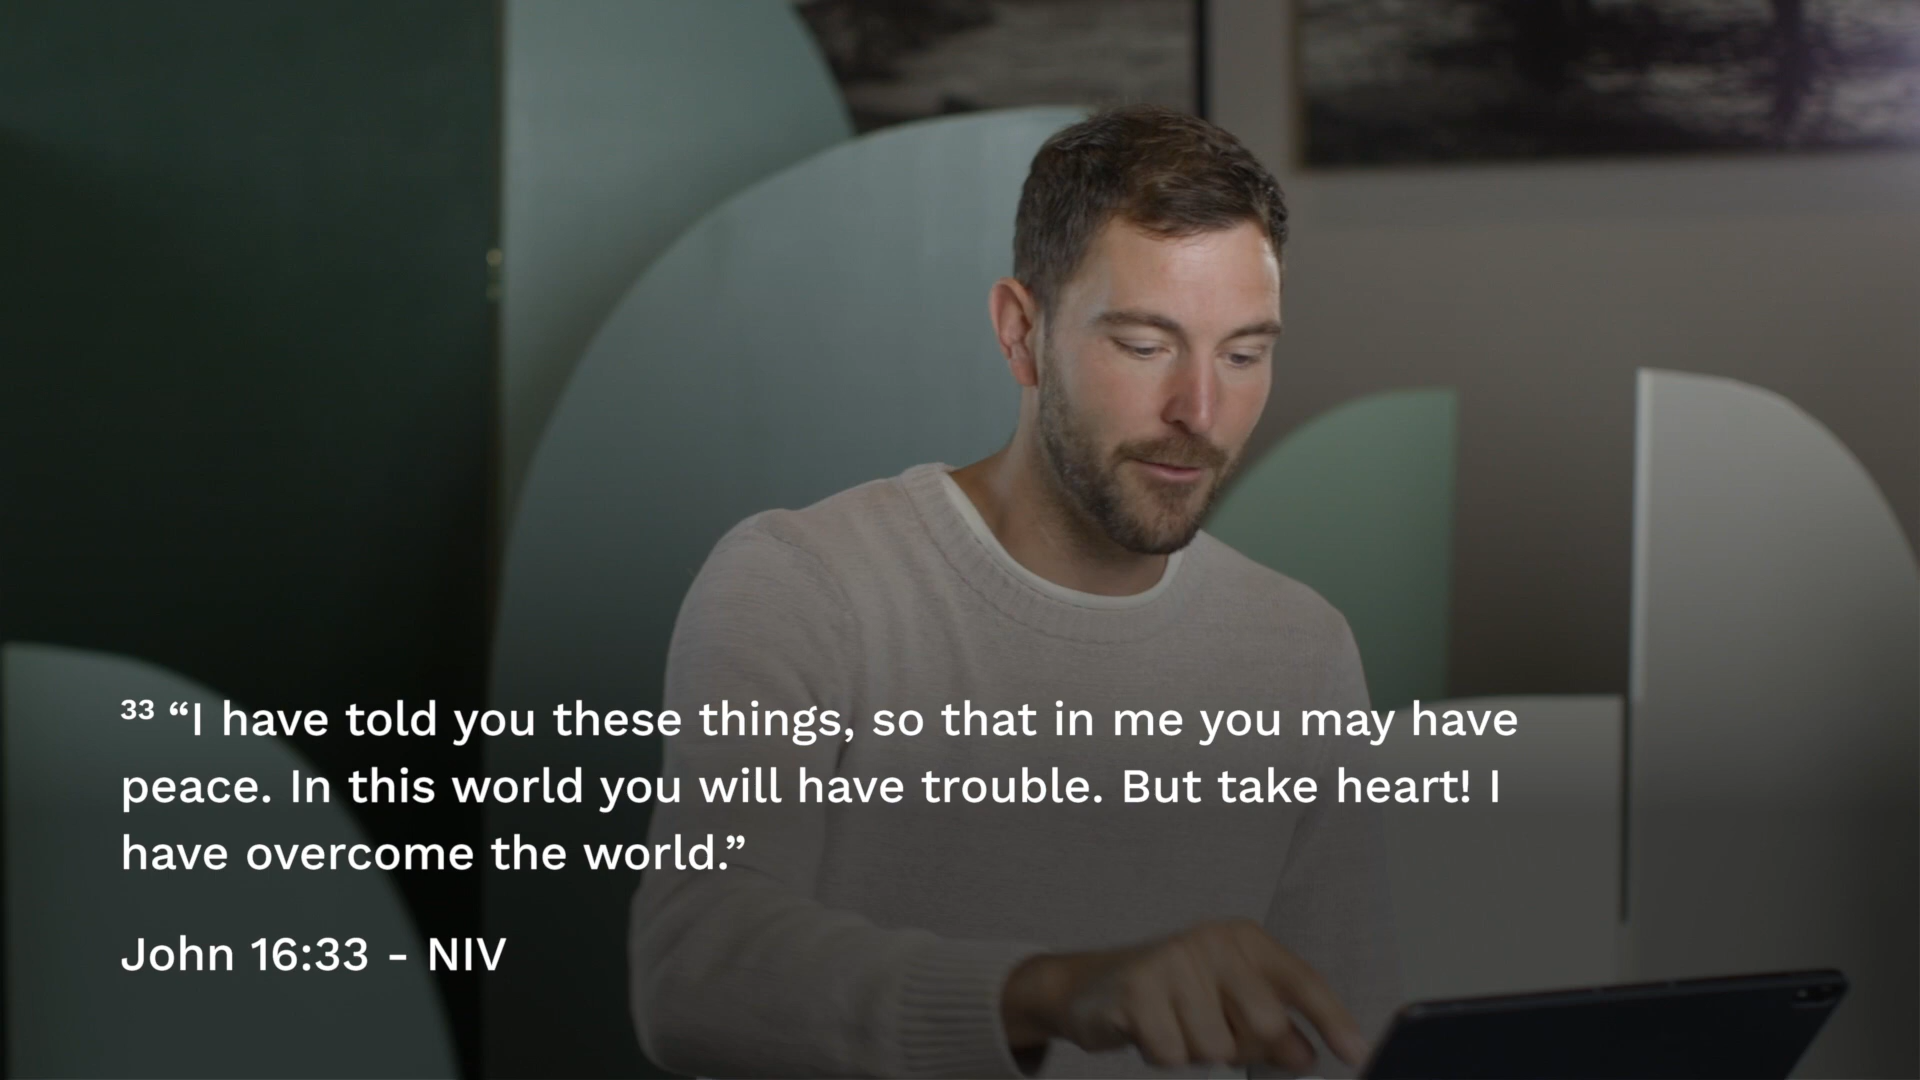 33 “I have told you these things, so that in me you may have
peace. In this world you will have trouble. But take heart! I
have overcome the world.”
John 16:33 - NIV